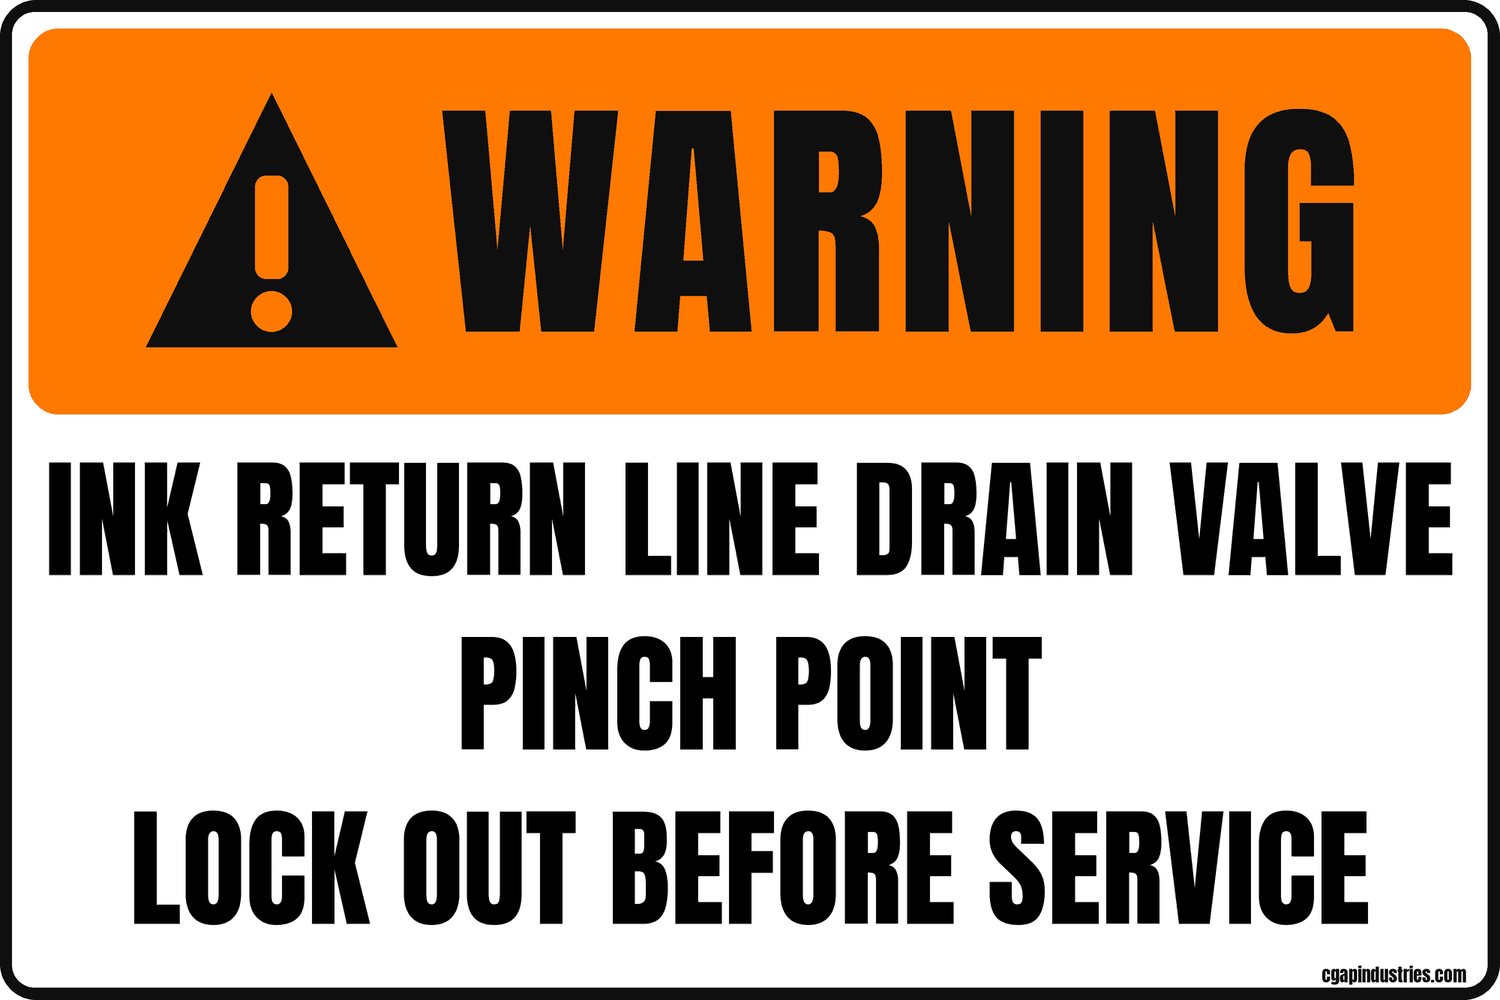 WARNING
INK RETURN LINE DRAIN VALVE
PINCH POINT
LOCK OUT BEFORE SERVICE
cgapindustries.com